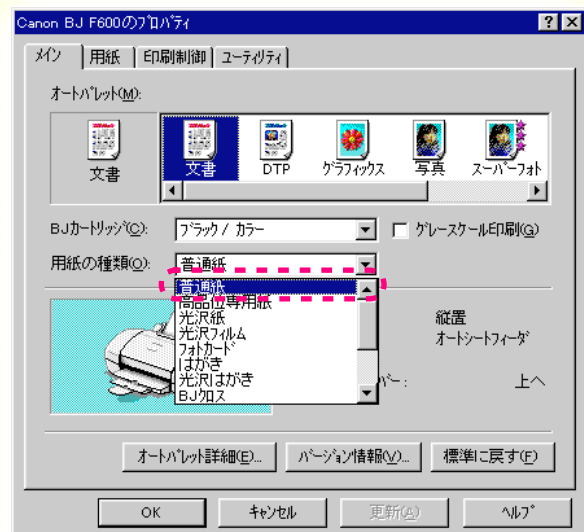 Canon BJ F600のﾌﾟﾛﾊﾟﾃｨ
ﾒｲﾝ 用紙 印刷制御 ﾕｰﾃｨﾘﾃｨ
ｵｰﾄﾊﾟﾚｯﾄ(M):
文書 文書 DTP ｸﾞﾗﾌｨｯｸｽ 写真 ｽｰﾊﾟｰﾌｫﾄ
BJｶｰﾄﾘｯｼﾞ(C): ﾌﾞﾗｯｸ / ｶﾗｰ ｸﾞﾚｰｽｹｰﾙ印刷(G)
用紙の種類(O): 普通紙
普通紙
高品位専用紙
光沢紙
光沢ﾌｨﾙﾑ
ﾌｫﾄｶｰﾄﾞ
はがき
光沢はがき
BJｸﾛｽ
縦置
ｵｰﾄｼｰﾄﾌｨｰﾀﾞ
ﾊﾞｰ: 上へ
ｵｰﾄﾊﾟﾚｯﾄ詳細(E)... ﾊﾞｰｼﾞｮﾝ情報(V)... 標準に戻す(F)
OK ｷｬﾝｾﾙ 更新(A) ﾍﾙﾌﾟ